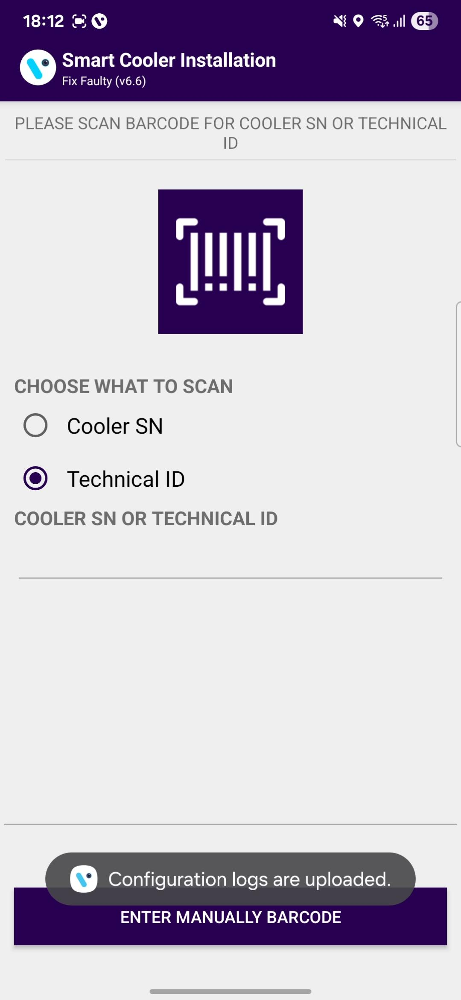 18:12
5
65
Smart Cooler Installation
Fix Faulty (v6.6)
PLEASE SCAN BARCODE FOR COOLER SN OR TECHNICAL
ID
CHOOSE WHAT TO SCAN
Cooler SN
Technical ID
COOLER SN OR TECHNICAL ID
Configuration logs are uploaded.
ENTER MANUALLY BARCODE